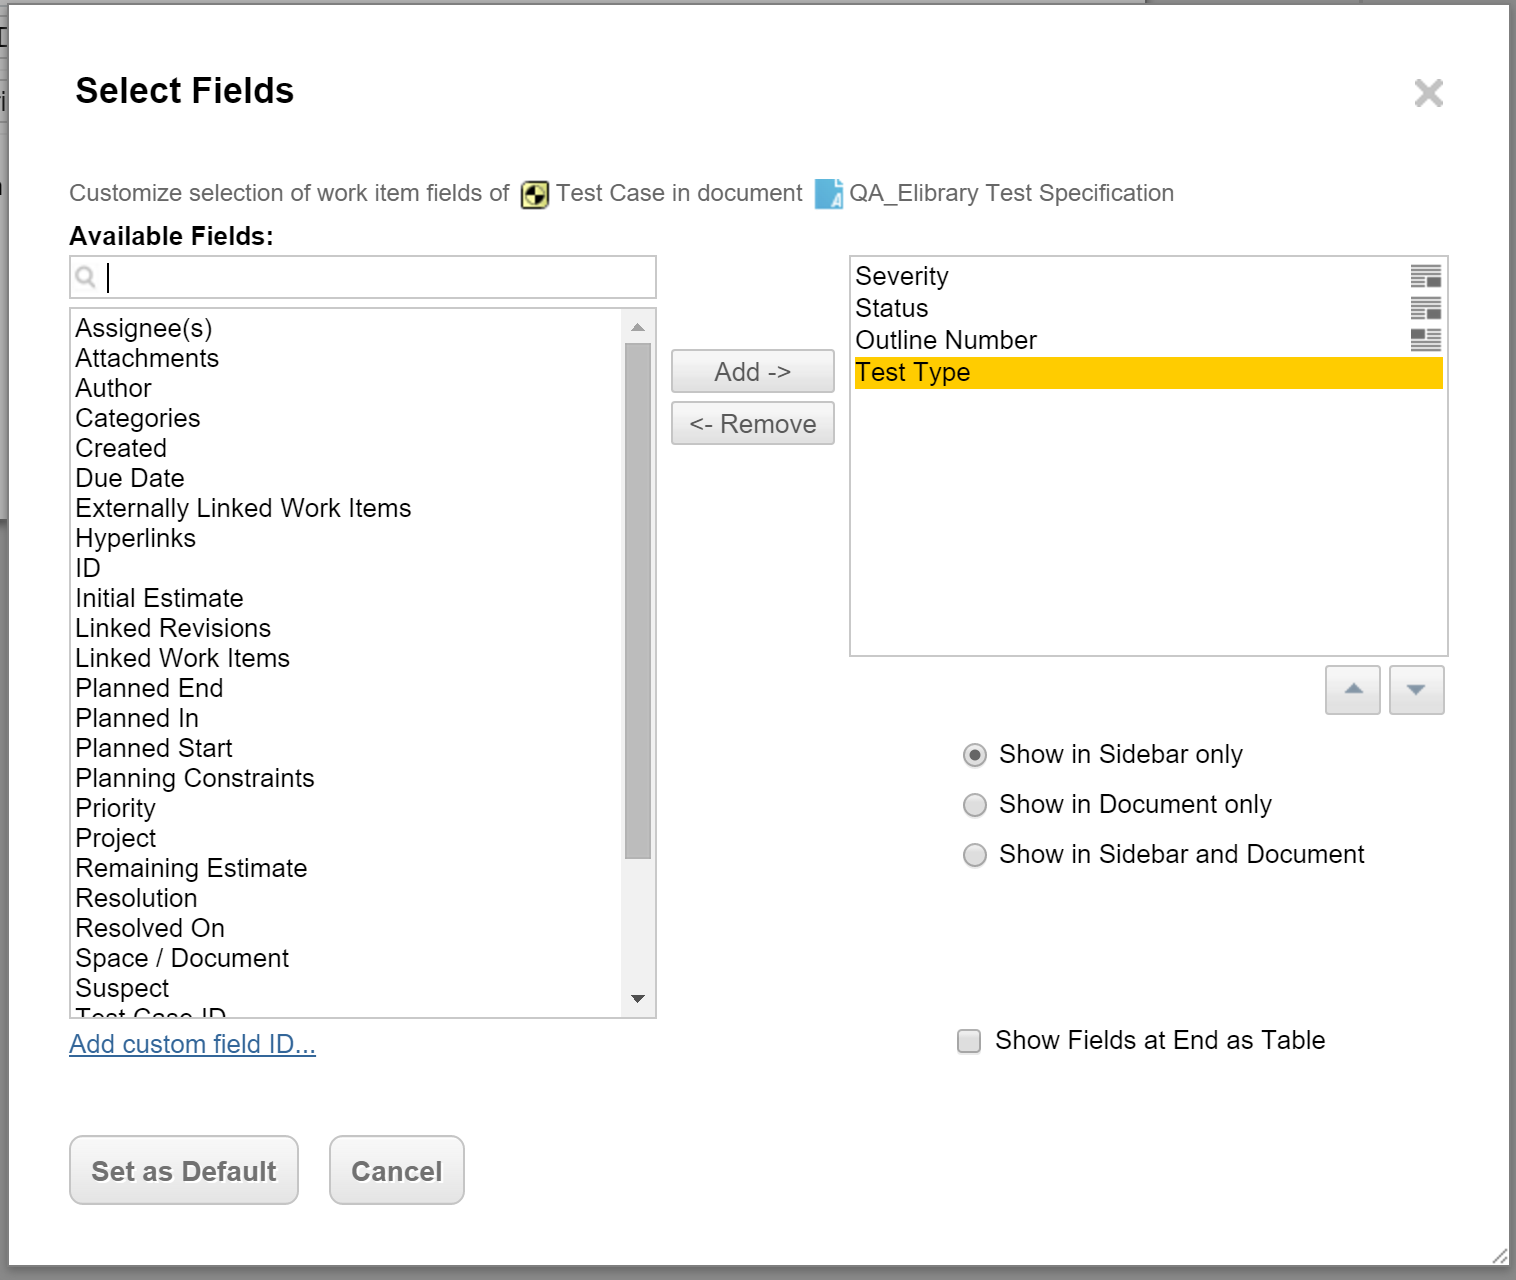 Select Fields
Customize selection of work item fields of Test Case in document QA_Elibrary Test Specification
Available Fields:
Assignee(s)
Attachments
Author
Categories
Created
Due Date
Externally Linked Work Items
Hyperlinks
ID
Initial Estimate
Linked Revisions
Linked Work Items
Planned End
Planned In
Planned Start
Planning Constraints
Priority
Project
Remaining Estimate
Resolution
Resolved On
Space / Document
Suspect
Test Case ID
Add custom field ID...
Add ->
<- Remove
Severity
Status
Outline Number
Test Type
Show in Sidebar only
Show in Document only
Show in Sidebar and Document
Show Fields at End as Table
Set as Default
Cancel